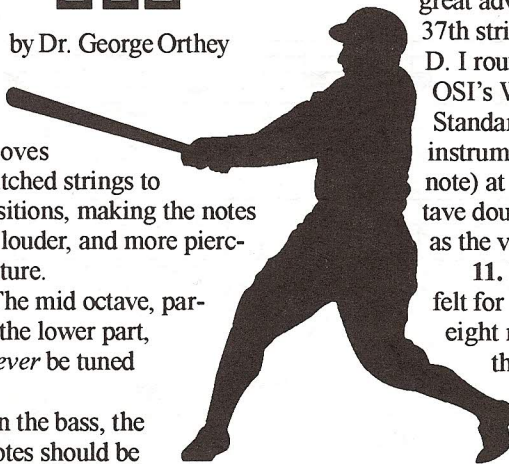 by Dr. George Orthey
oves
tched strings to
sitions, making the notes
louder, and more pierc-
ture.
The mid octave, par-
the lower part,
ever be tuned
n the bass, the
otes should be
great adv
37th stri
D. I rou
OSI's V
Standar
instrum
note) at
tave dou
as the v
11.
felt for
eight r
th